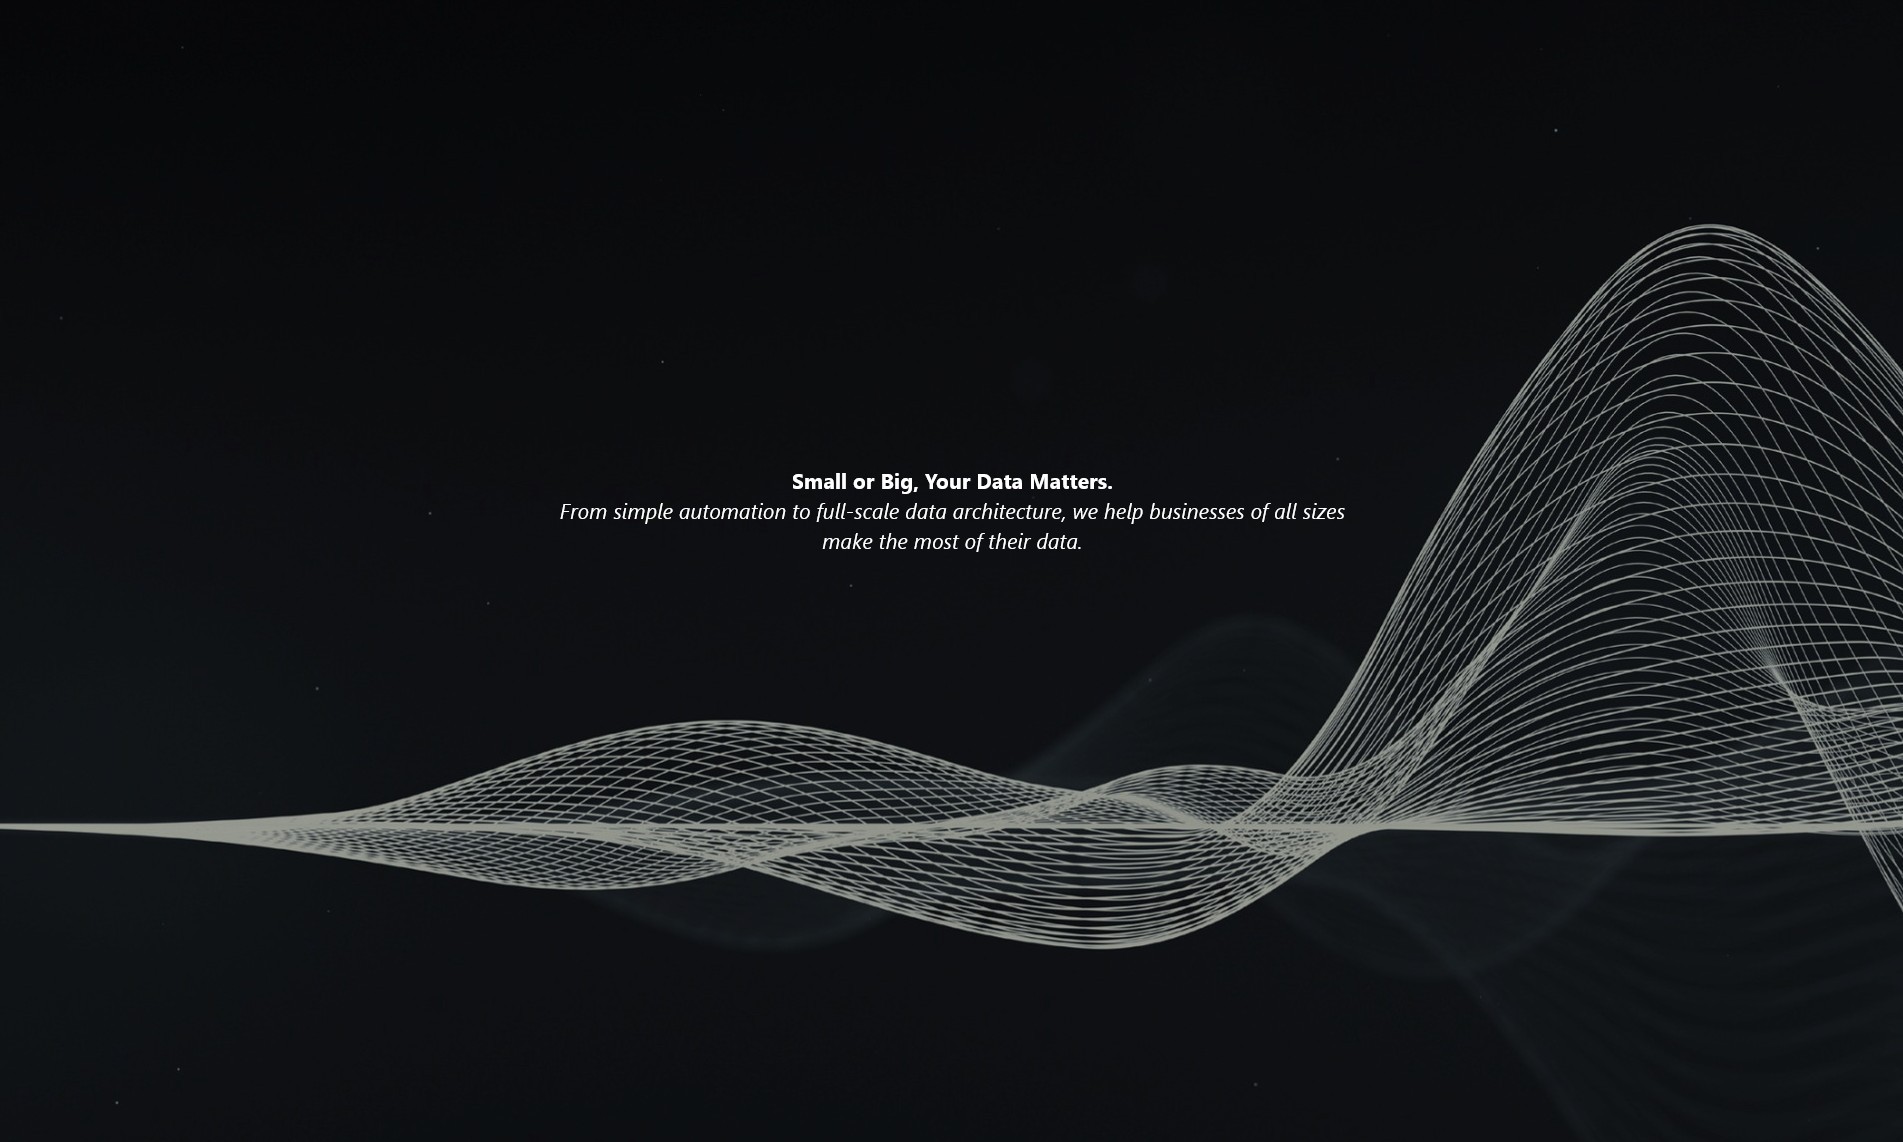 Small or Big, Your Data Matters.
From simple automation to full-scale data architecture, we help businesses of all sizes
make the most of their data.